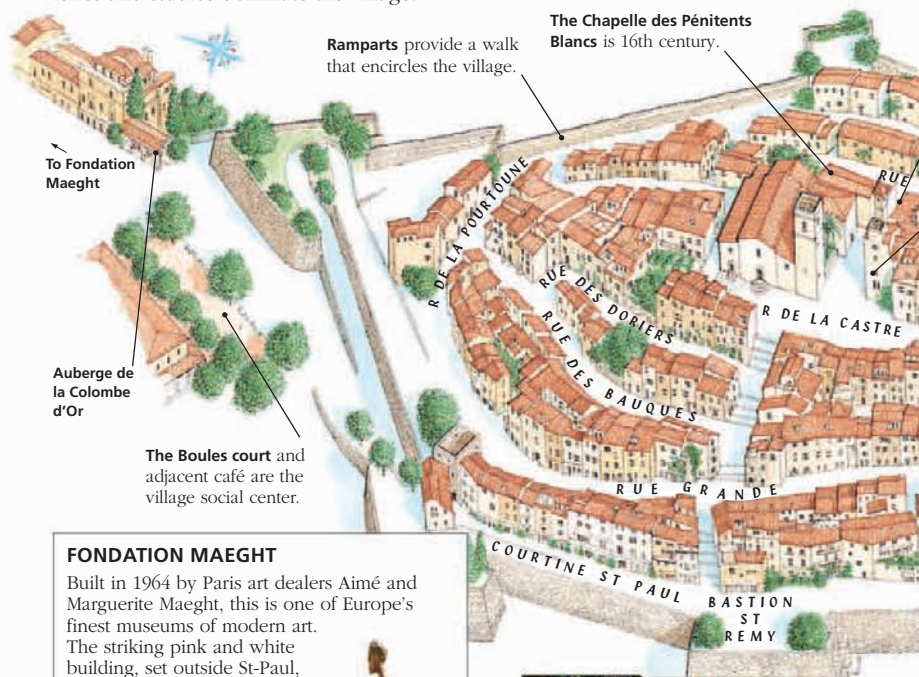 Ramparts provide a walk
that encircles the village.
The Chapelle des Pénitents
Blancs is 16th century.
To Fondation
Maeght
Auberge de
la Colombe
d'Or
The Boules court and
adjacent café are the
village social center.
R DE LA POURTOUNE
RUE DES DORIERS
RUE DES BAUQUES
R DE LA CASTRE
RUE
RUE GRANDE
COURTINE ST PAUL
BASTION
ST
REMY
FONDATION MAEGHT
Built in 1964 by Paris art dealers Aimé and
Marguerite Maeght, this is one of Europe's
finest museums of modern art.
The striking pink and white
building, set outside St-Paul,